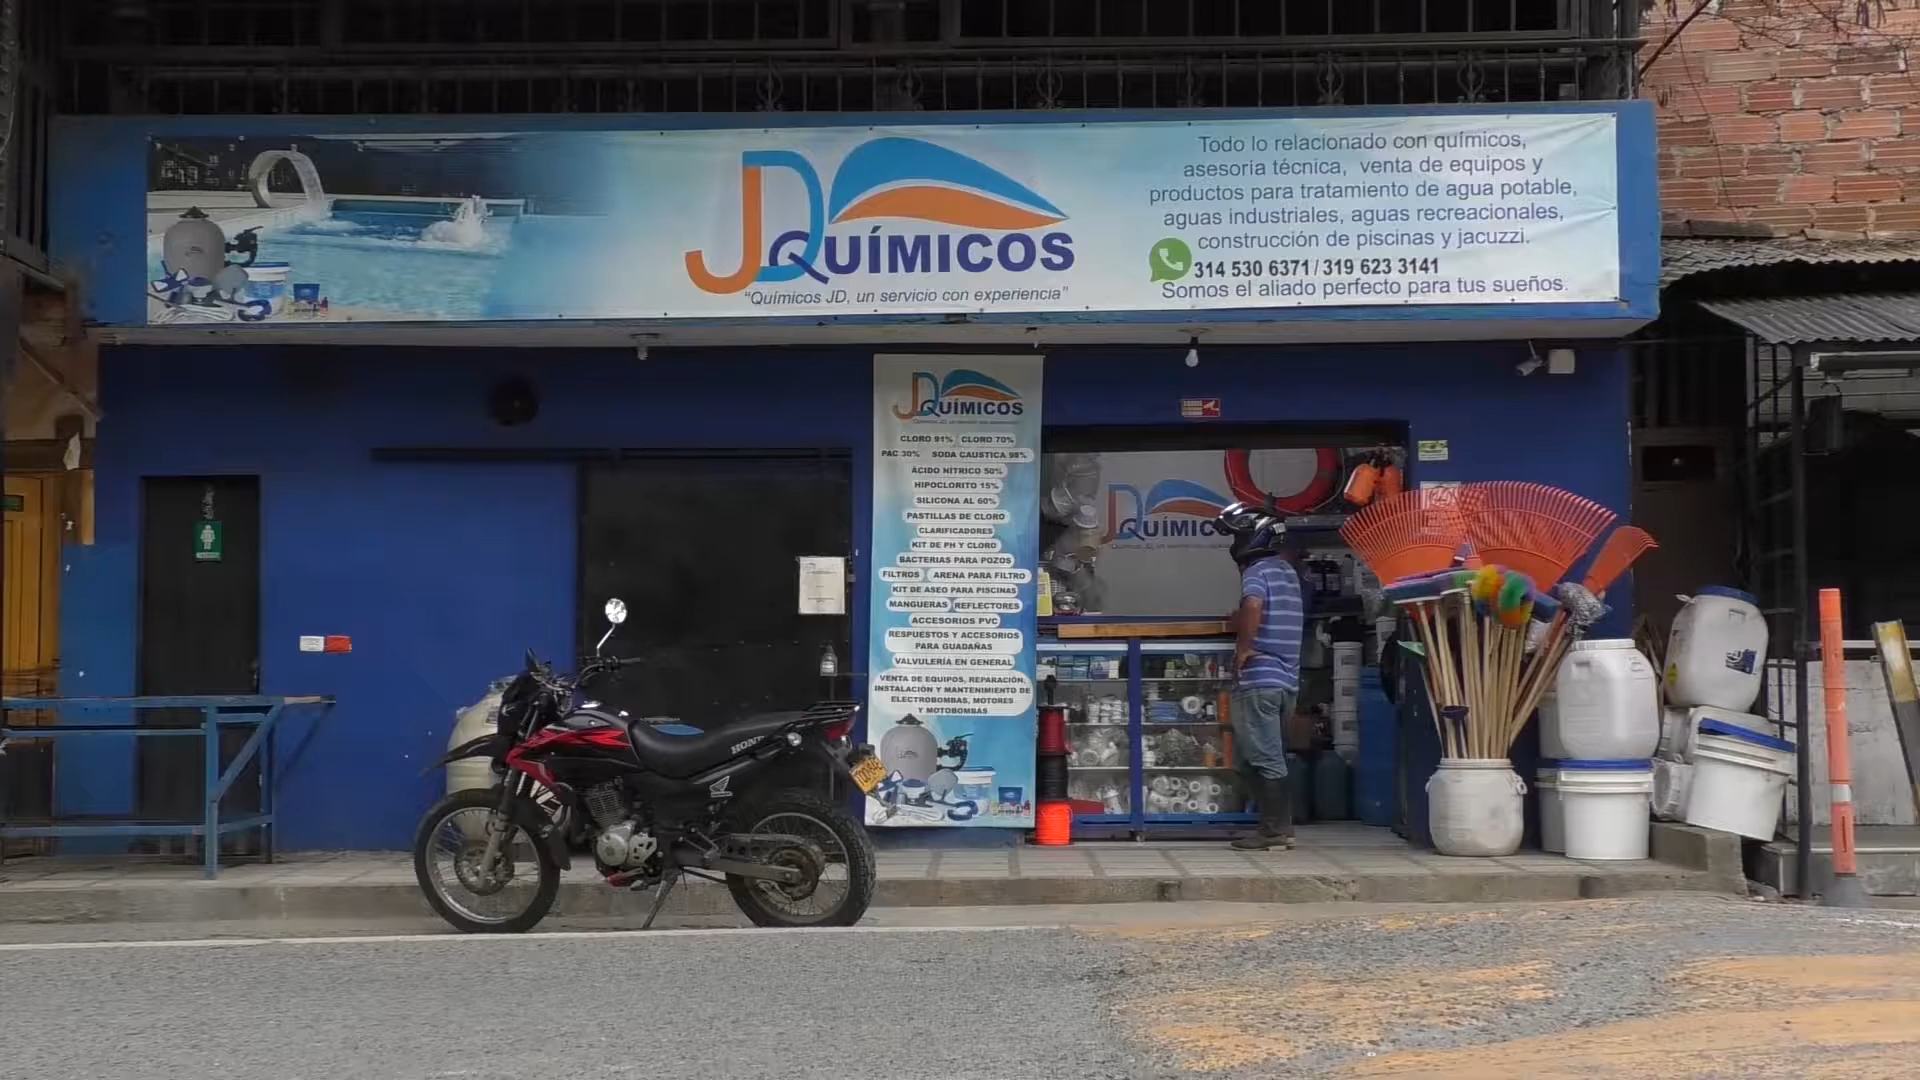 JD QUÍMICOS
"Químicos JD, un servicio con experiencia"
Todo lo relacionado con químicos,
asesoria técnica, venta de equipos y
productos para tratamiento de agua potable,
aguas industriales, aguas recreacionales,
construcción de piscinas y jacuzzi.
314 530 6371 / 319 623 3141
Somos el aliado perfecto para tus sueños.
JD QUÍMICOS
CLORO 91% CLORO 70%
PAC 30% SODA CAUSTICA 98%
ÁCIDO NÍTRICO 50%
HIPOCLORITO 15%
SILICONA AL 60%
PASTILLAS DE CLORO
CLARIFICADORES
KIT DE PH Y CLORO
BACTERIAS PARA POZOS
FILTROS ARENA PARA FILTRO
KIT DE ASEO PARA PISCINAS
MANGUERAS REFLECTORES
ACCESORIOS PVC
RESPUESTOS Y ACCESORIOS
PARA GUADAÑAS
VALVULERÍA EN GENERAL
VENTA DE EQUIPOS, REPARACIÓN,
INSTALACIÓN Y MANTENIMIENTO DE
ELECTROBOMBAS, MOTORES
Y MOTOBOMBAS
JD QUÍMICO
HONDA